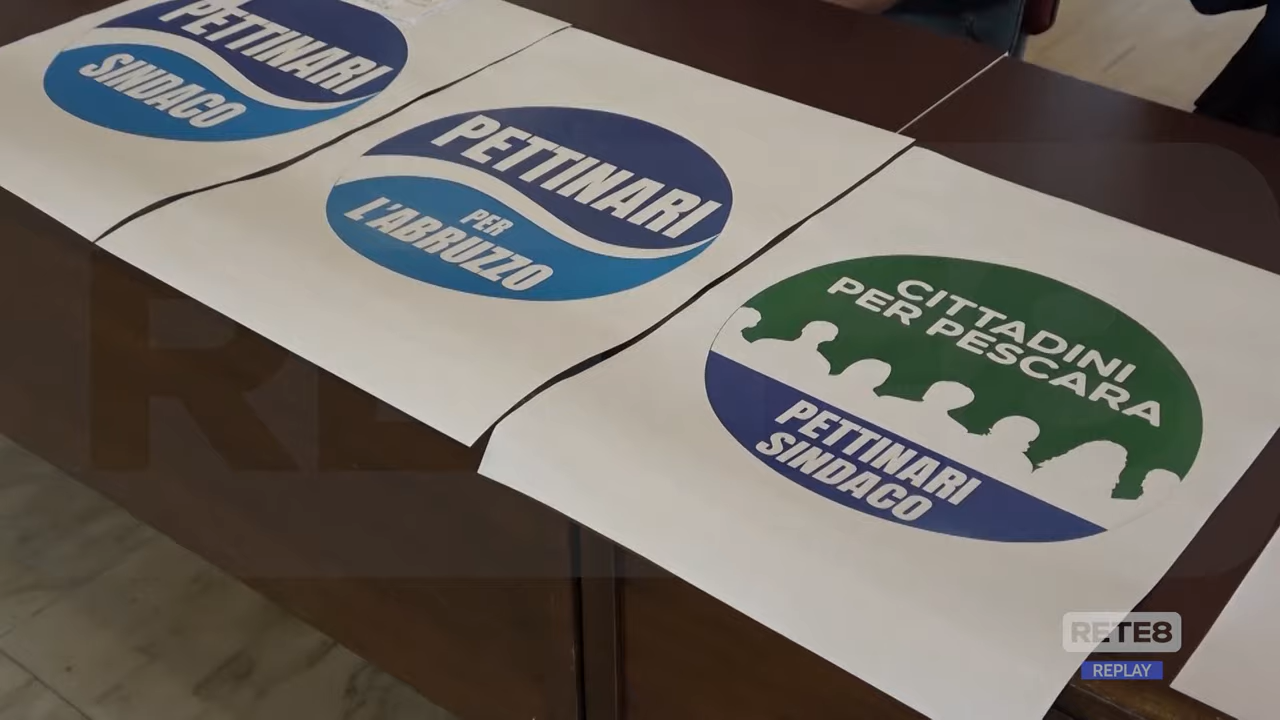 PETTINARI
SINDACO
PETTINARI
PER
L'ABRUZZO
CITTADINI
PER PESCARA
PETTINARI
SINDACO
RETE8
REPLAY